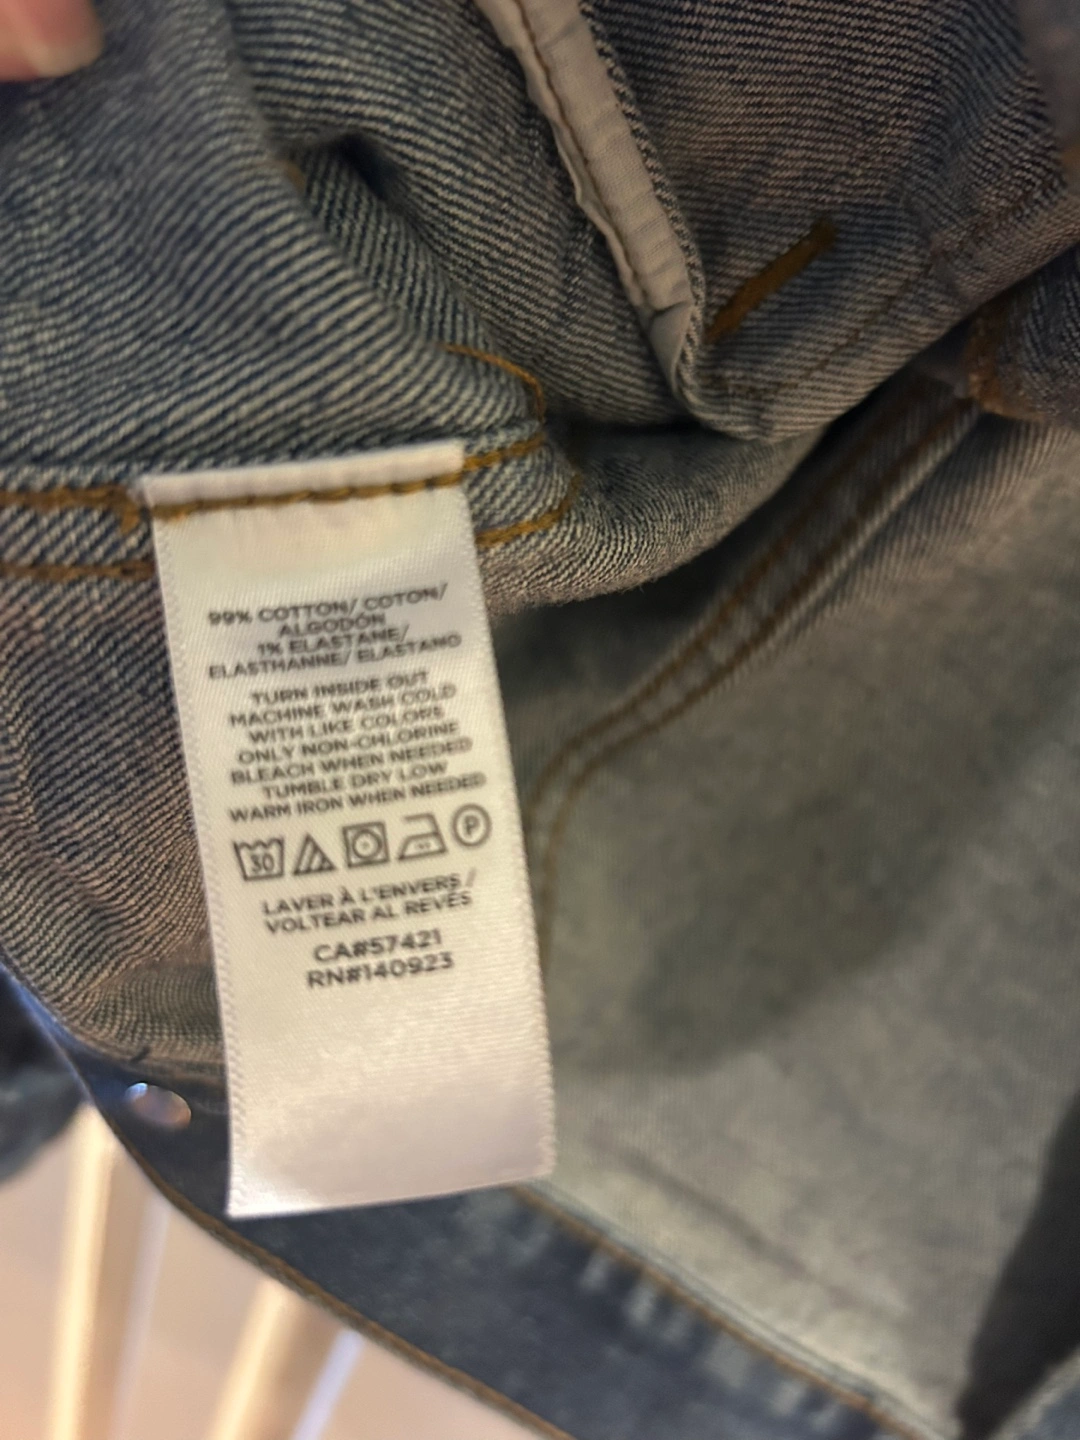 99% COTTON/ COTON/
ALGODÓN
1% ELASTANE/
ELASTHANNE/ ELASTANO
TURN INSIDE OUT
MACHINE WASH COLD
WITH LIKE COLORS
ONLY NON-CHLORINE
BLEACH WHEN NEEDED
TUMBLE DRY LOW
WARM IRON WHEN NEEDED
30 P
LAVER À L'ENVERS /
VOLTEAR AL REVÉS
CA#57421
RN#140923